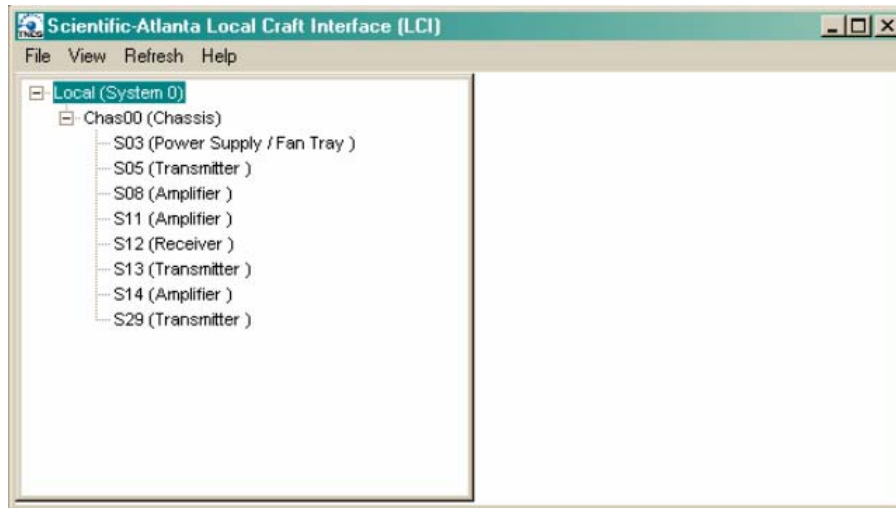 Scientific-Atlanta Local Craft Interface (LCI)
File View Refresh Help
Local (System 0)
Chas00 (Chassis)
S03 (Power Supply / Fan Tray )
S05 (Transmitter )
S08 (Amplifier )
S11 (Amplifier )
S12 (Receiver )
S13 (Transmitter )
S14 (Amplifier )
S29 (Transmitter )